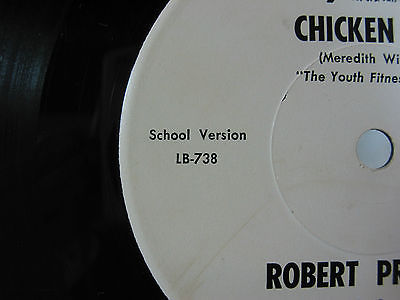 CHICKEN
(Meredith Wi
"The Youth Fitnes
School Version
LB-738
ROBERT PR